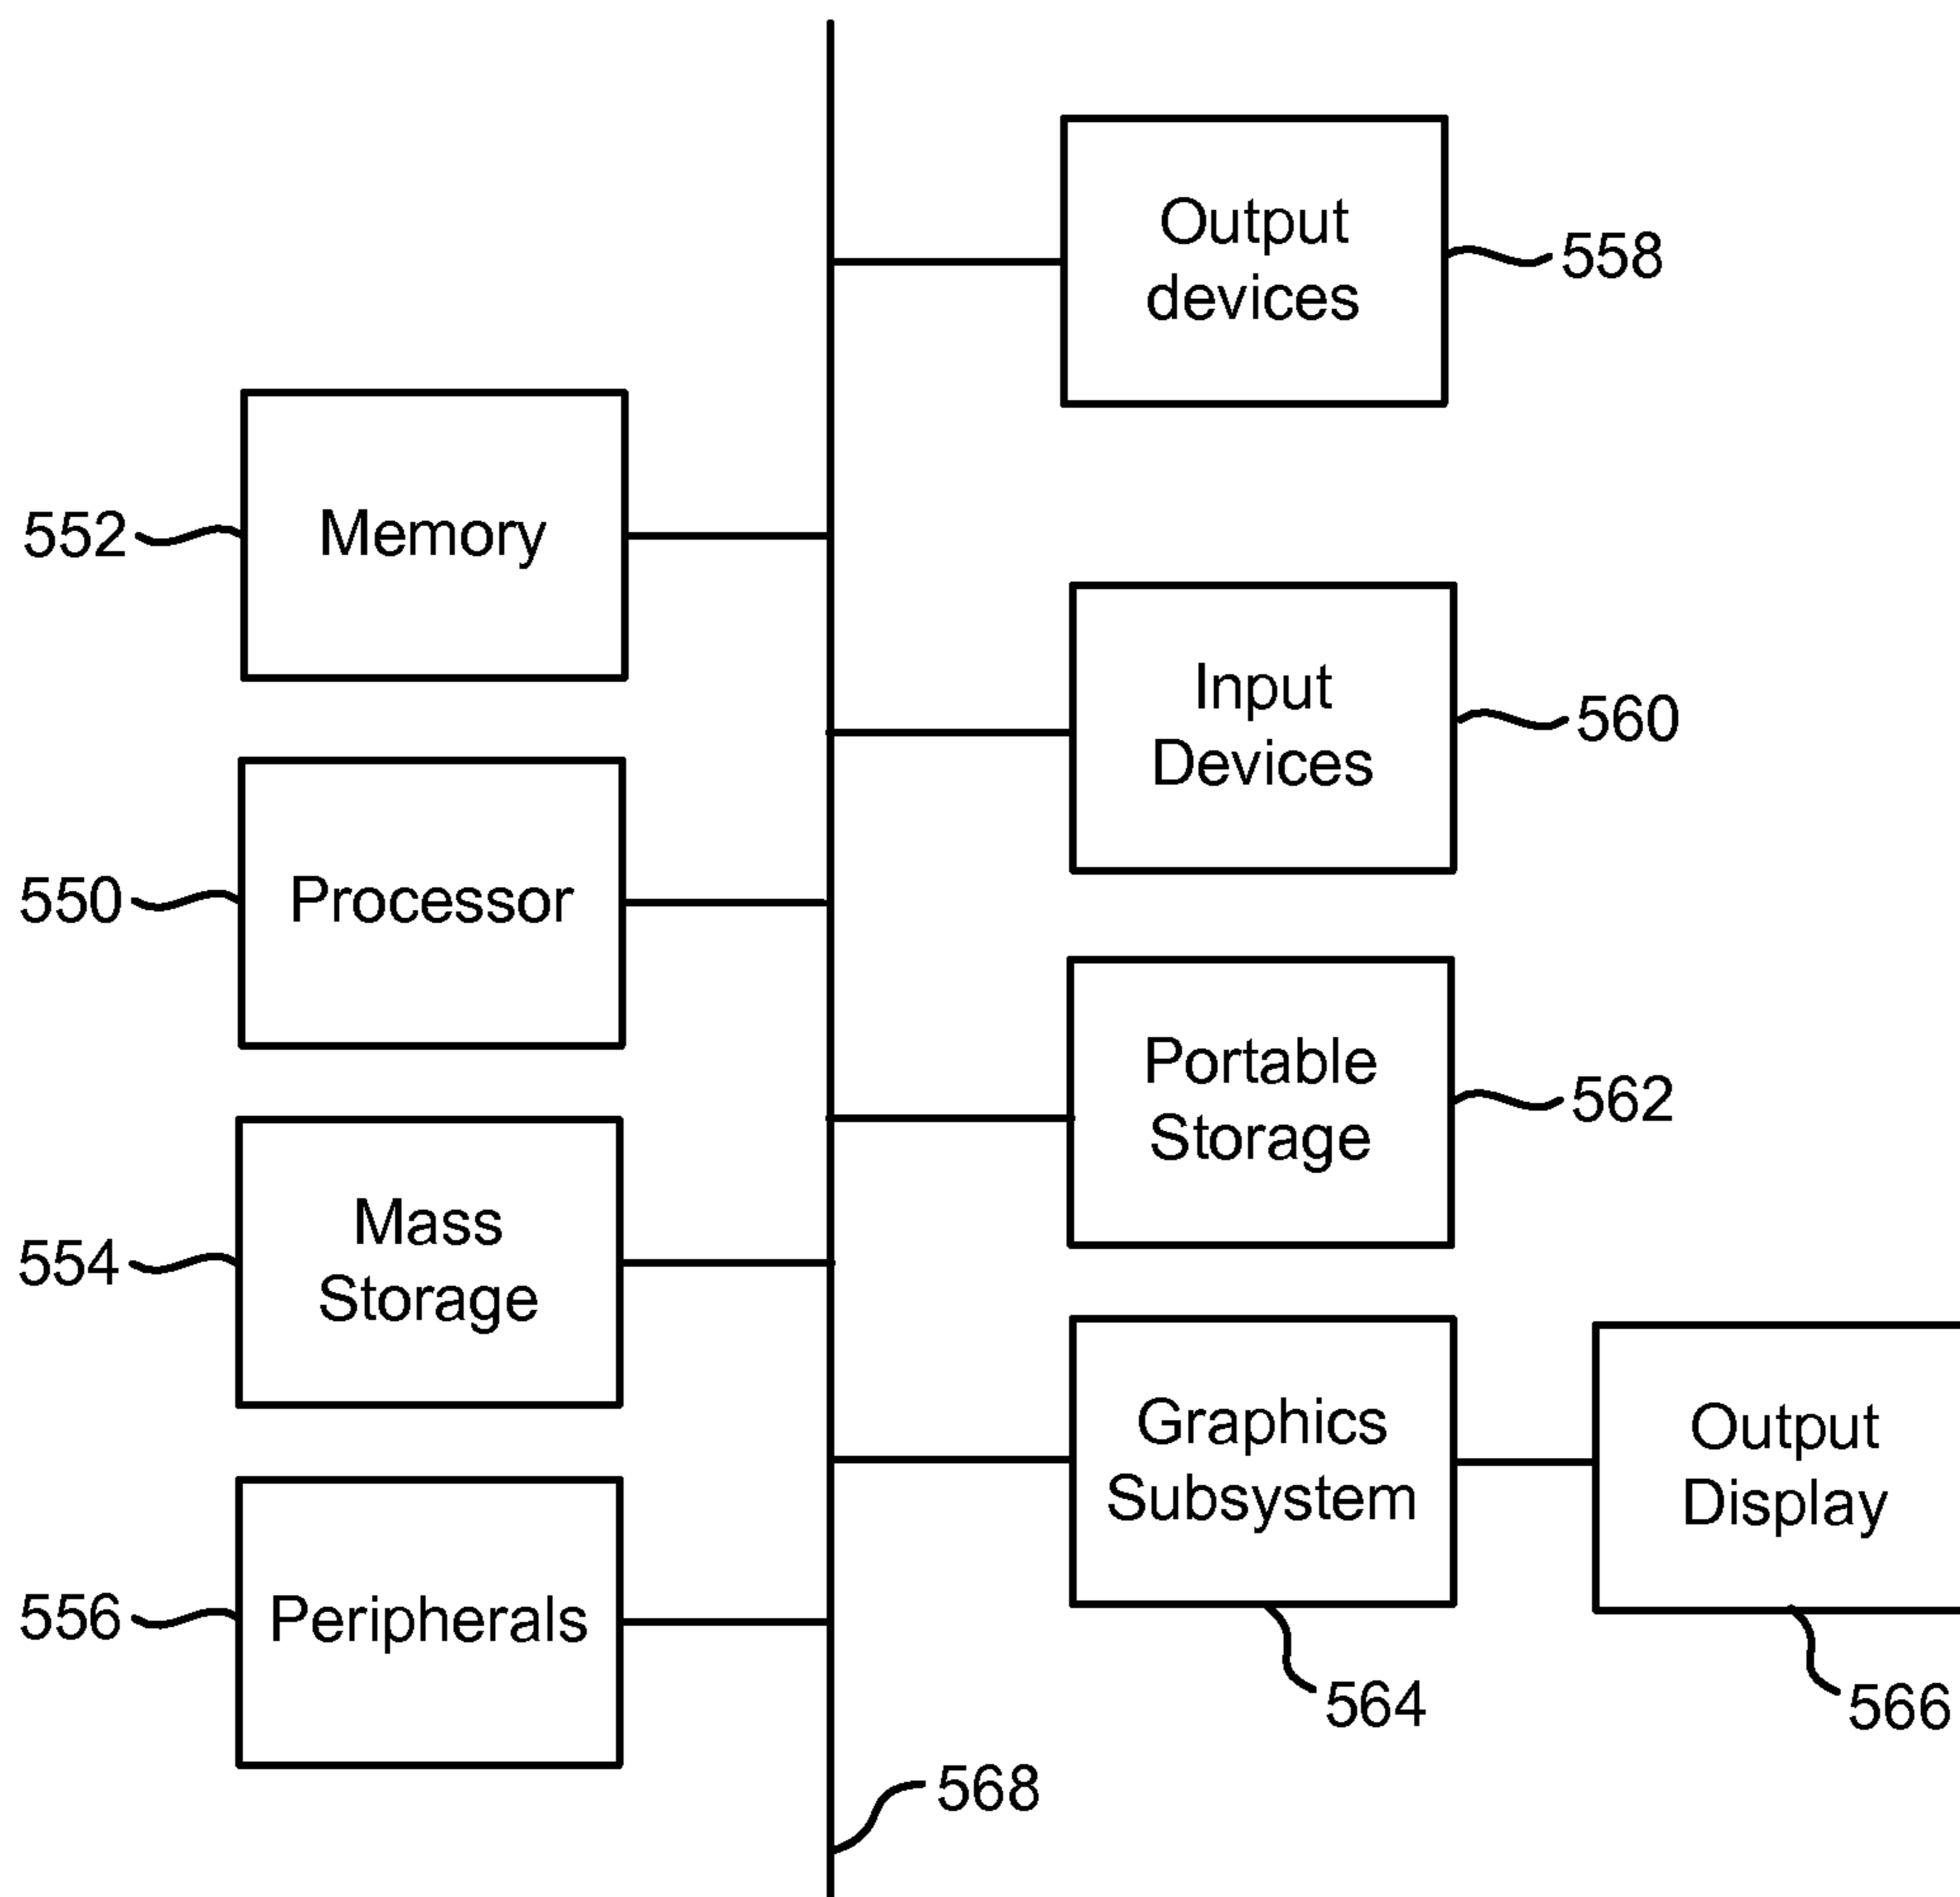 Output
devices
558
552
Memory
Input
Devices
560
550
Processor
Portable
Storage
562
554
Mass
Storage
Graphics
Subsystem
Output
Display
556
Peripherals
564
566
568